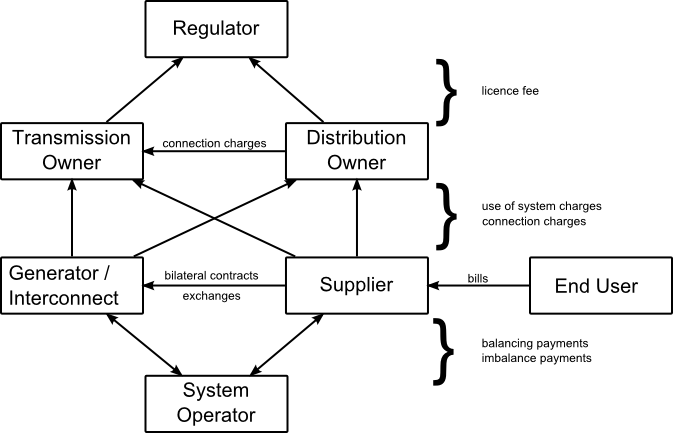 Regulator
licence fee
Transmission
Owner
connection charges
Distribution
Owner
use of system charges
connection charges
Generator /
Interconnect
bilateral contracts
exchanges
Supplier
bills
End User
balancing payments
imbalance payments
System
Operator